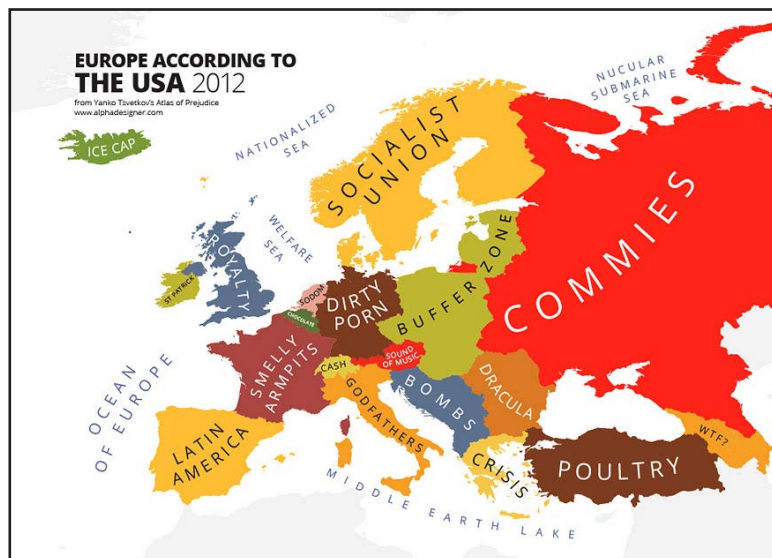 EUROPE ACCORDING TO
THE USA 2012
from Yanko Tsvetkov's Atlas of Prejudice
www.alphadesigner.com
NUCULAR
SUBMARINE
SEA
ICE CAP
NATIONALIZED
SEA
SOCIALIST
UNION
COMMIES
WELFARE
SEA
ROYALTY
ST PATRICK
SODOM
CHOCOLATE
DIRTY
PORN
BUFFER ZONE
SMELLY
ARMPITS
CASH
SOUND
OF MUSIC
OCEAN
OF EUROPE
GODFATHERS
BOMBS
DRACULA
LATIN
AMERICA
CRISIS
POULTRY
WTF?
MIDDLE EARTH LAKE